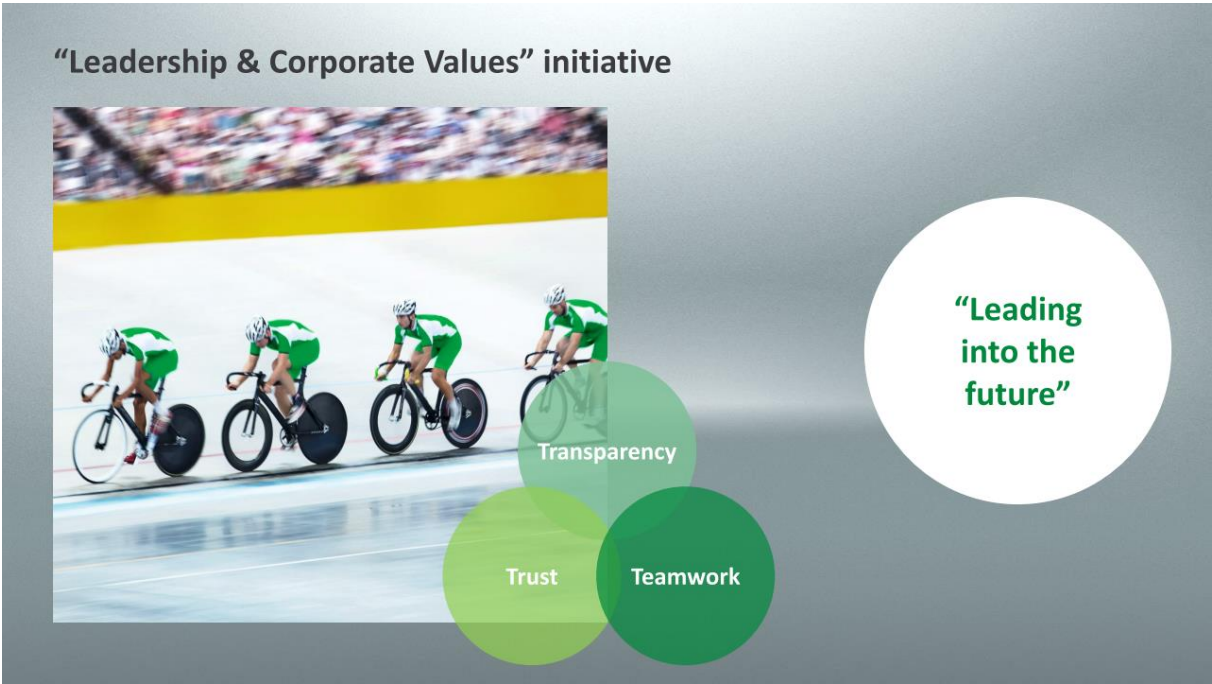 “Leadership & Corporate Values” initiative
“Leading
into the
future”
Transparency
Trust
Teamwork